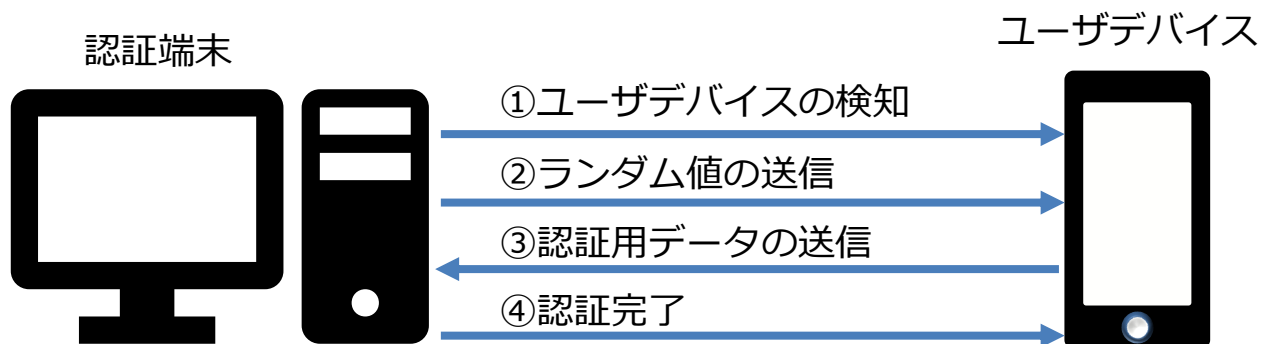 ユーザデバイス
認証端末
①ユーザデバイスの検知
②ランダム値の送信
③認証用データの送信
④認証完了